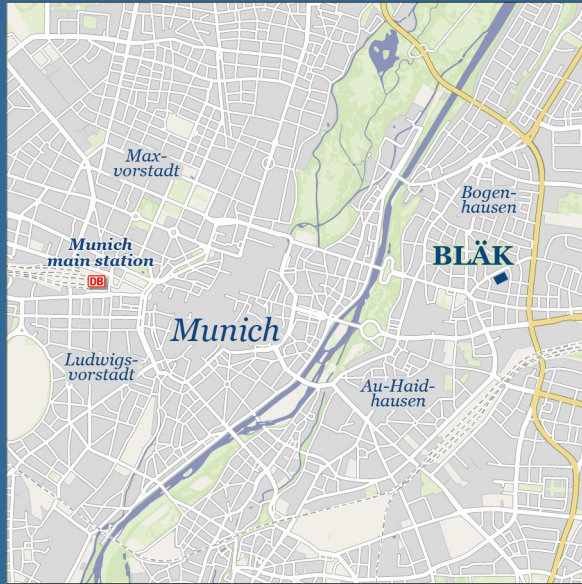 Max-
vorstadt
Bogen-
hausen
Munich
main station
BLÄK
DB
Munich
Ludwigs-
vorstadt
Au-Haid-
hausen